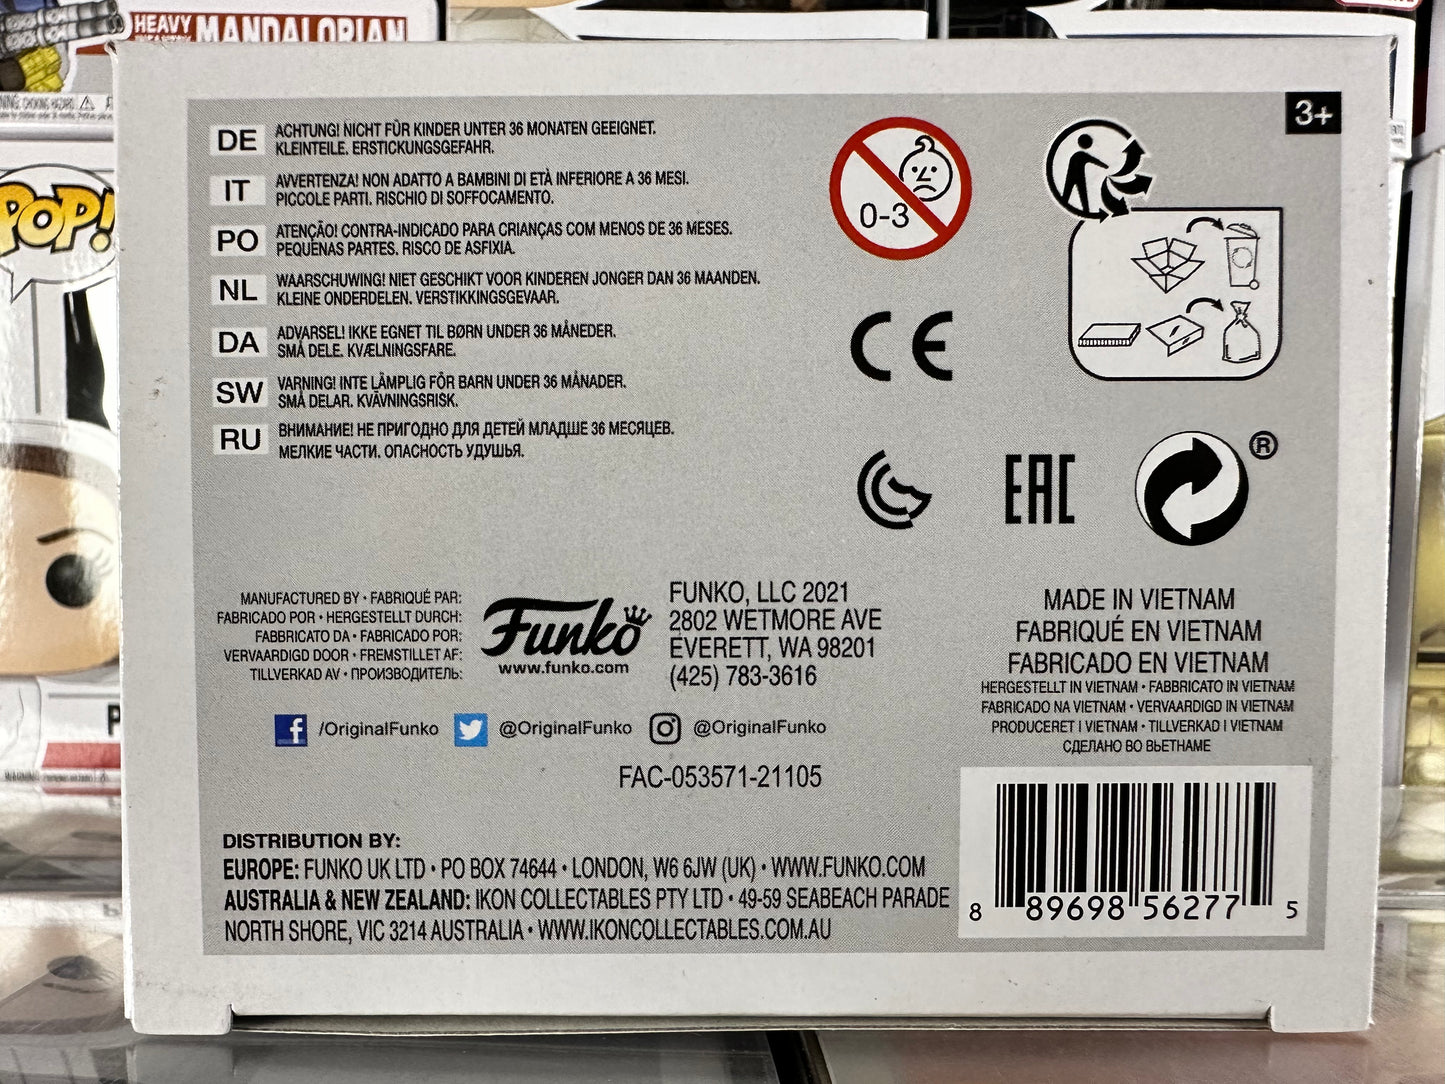 HEAVY
MANDALORIAN
POP!
3+
DE ACHTUNG! NICHT FÜR KINDER UNTER 36 MONATEN GEEIGNET.
KLEINTEILE. ERSTICKUNGSGEFAHR.
IT AVVERTENZA! NON ADATTO A BAMBINI DI ETÀ INFERIORE A 36 MESI.
PICCOLE PARTI. RISCHIO DI SOFFOCAMENTO.
PO ATENÇÃO! CONTRA-INDICADO PARA CRIANÇAS COM MENOS DE 36 MESES.
PEQUENAS PARTES. RISCO DE ASFIXIA.
NL WAARSCHUWING! NIET GESCHIKT VOOR KINDEREN JONGER DAN 36 MAANDEN.
KLEINE ONDERDELEN. VERSTIKKINGSGEVAAR.
DA ADVARSEL! IKKE EGNET TIL BØRN UNDER 36 MÅNEDER.
SMÅ DELE. KVÆLNINGSFARE.
SW VARNING! INTE LÄMPLIG FÖR BARN UNDER 36 MÅNADER.
SMÅ DELAR. KVÄVNINGSRISK.
RU ВНИМАНИЕ! НЕ ПРИГОДНО ДЛЯ ДЕТЕЙ МЛАДШЕ 36 МЕСЯЦЕВ.
МЕЛКИЕ ЧАСТИ. ОПАСНОСТЬ УДУШЬЯ.
0-3
CE
EAC
®
MANUFACTURED BY • FABRIQUÉ PAR:
FABRICADO POR • HERGESTELLT DURCH:
FABBRICATO DA • FABRICADO POR:
VERVAARDIGD DOOR • FREMSTILLET AF:
TILLVERKAD AV • ПРОИЗВОДИТЕЛЬ:
Funko
www.funko.com
FUNKO, LLC 2021
2802 WETMORE AVE
EVERETT, WA 98201
(425) 783-3616
MADE IN VIETNAM
FABRIQUÉ EN VIETNAM
FABRICADO EN VIETNAM
HERGESTELLT IN VIETNAM • FABBRICATO IN VIETNAM
FABRICADO NA VIETNAM • VERVAARDIGD IN VIETNAM
PRODUCERET I VIETNAM • TILLVERKAD I VIETNAM
СДЕЛАНО ВО ВЬЕТНАМЕ
/OriginalFunko @OriginalFunko @OriginalFunko
FAC-053571-21105
DISTRIBUTION BY:
EUROPE: FUNKO UK LTD • PO BOX 74644 • LONDON, W6 6JW (UK) • WWW.FUNKO.COM
AUSTRALIA & NEW ZEALAND: IKON COLLECTABLES PTY LTD • 49-59 SEABEACH PARADE
NORTH SHORE, VIC 3214 AUSTRALIA • WWW.IKONCOLLECTABLES.COM.AU
8 89698 56277 5